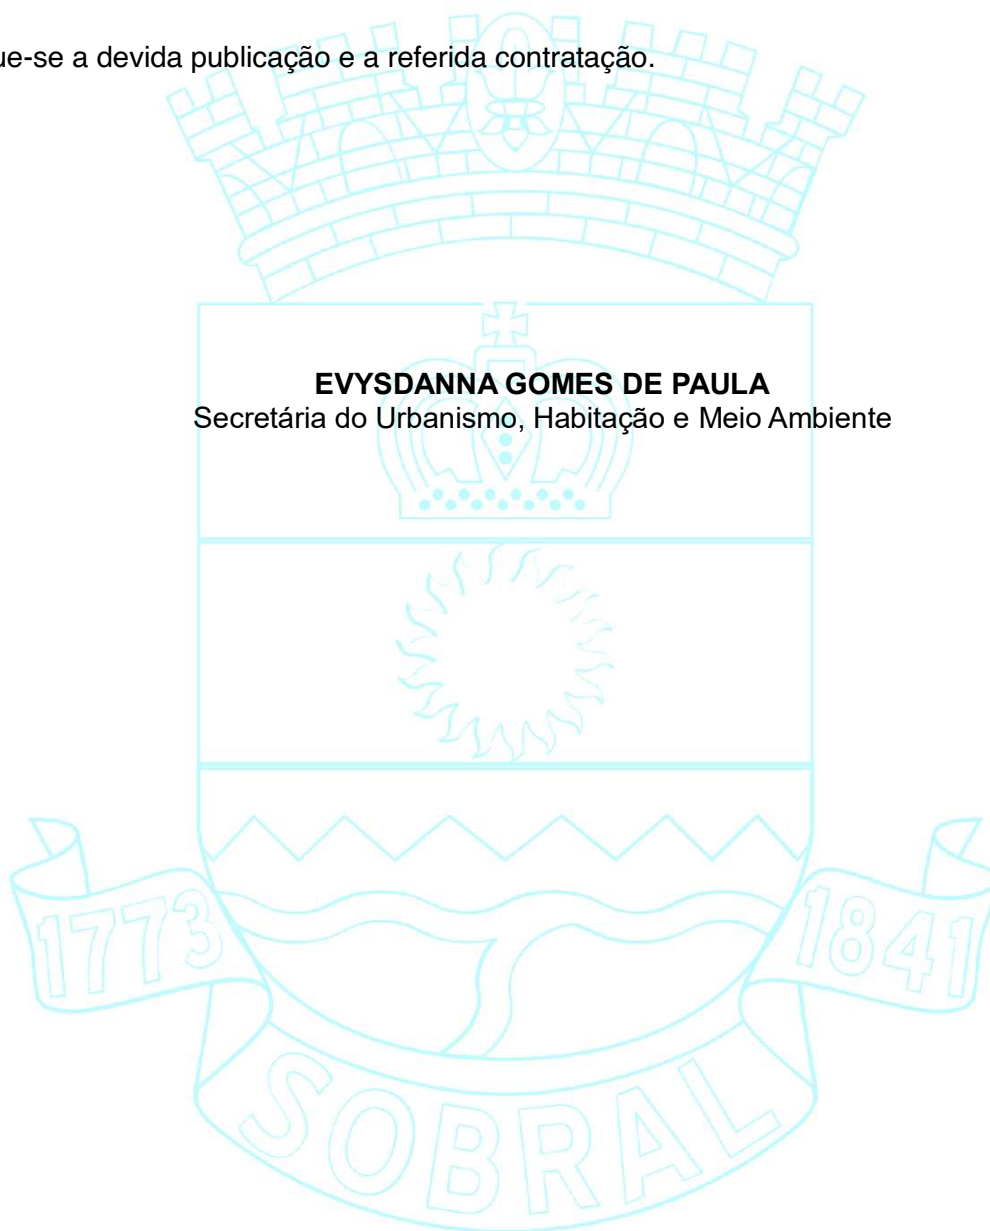 ue-se a devida publicação e a referida contratação.
EVYSDANNA GOMES DE PAULA
Secretária do Urbanismo, Habitação e Meio Ambiente
1773
1841
SOBRAL